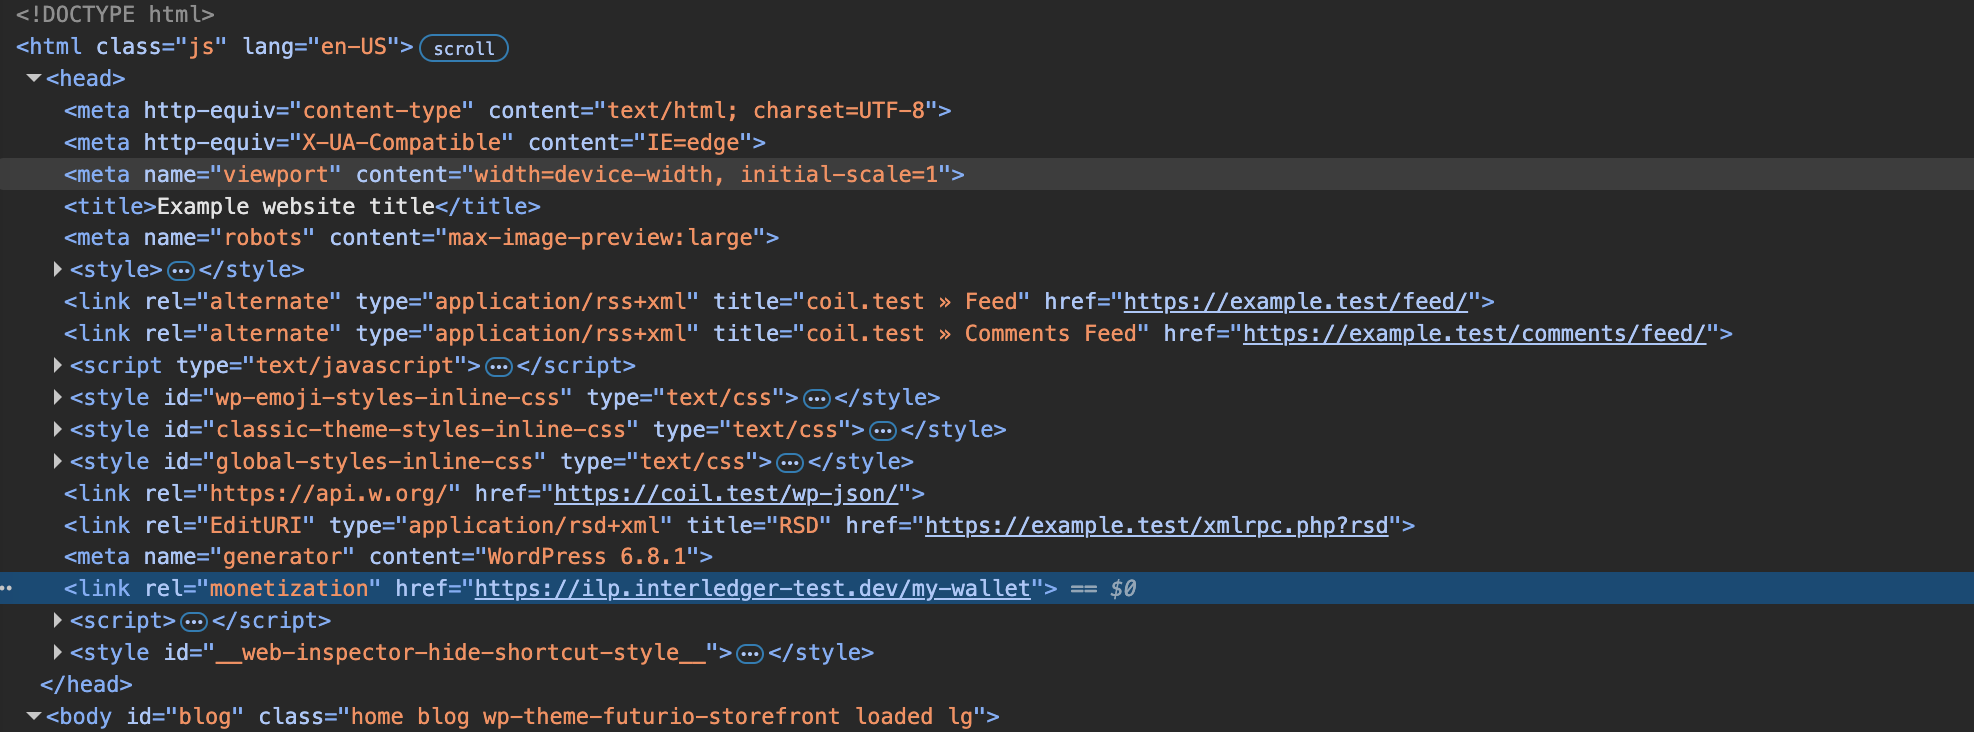 <!DOCTYPE html>
<html class="js" lang="en-US"> scroll
<head>
<meta http-equiv="content-type" content="text/html; charset=UTF-8">
<meta http-equiv="X-UA-Compatible" content="IE=edge">
<meta name="viewport" content="width=device-width, initial-scale=1">
<title>Example website title</title>
<meta name="robots" content="max-image-preview:large">
<style>…</style>
<link rel="alternate" type="application/rss+xml" title="coil.test » Feed" href="https://example.test/feed/">
<link rel="alternate" type="application/rss+xml" title="coil.test » Comments Feed" href="https://example.test/comments/feed/">
<script type="text/javascript">…</script>
<style id="wp-emoji-styles-inline-css" type="text/css">…</style>
<style id="classic-theme-styles-inline-css" type="text/css">…</style>
<style id="global-styles-inline-css" type="text/css">…</style>
<link rel="https://api.w.org/" href="https://coil.test/wp-json/">
<link rel="EditURI" type="application/rsd+xml" title="RSD" href="https://example.test/xmlrpc.php?rsd">
<meta name="generator" content="WordPress 6.8.1">
<link rel="monetization" href="https://ilp.interledger-test.dev/my-wallet"> == $0
<script>…</script>
<style id="__web-inspector-hide-shortcut-style__">…</style>
</head>
<body id="blog" class="home blog wp-theme-futurio-storefront loaded lg">